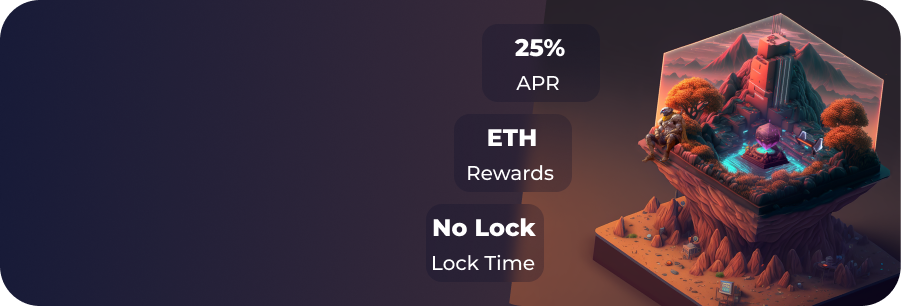 25%
APR
ETH
Rewards
No Lock
Lock Time